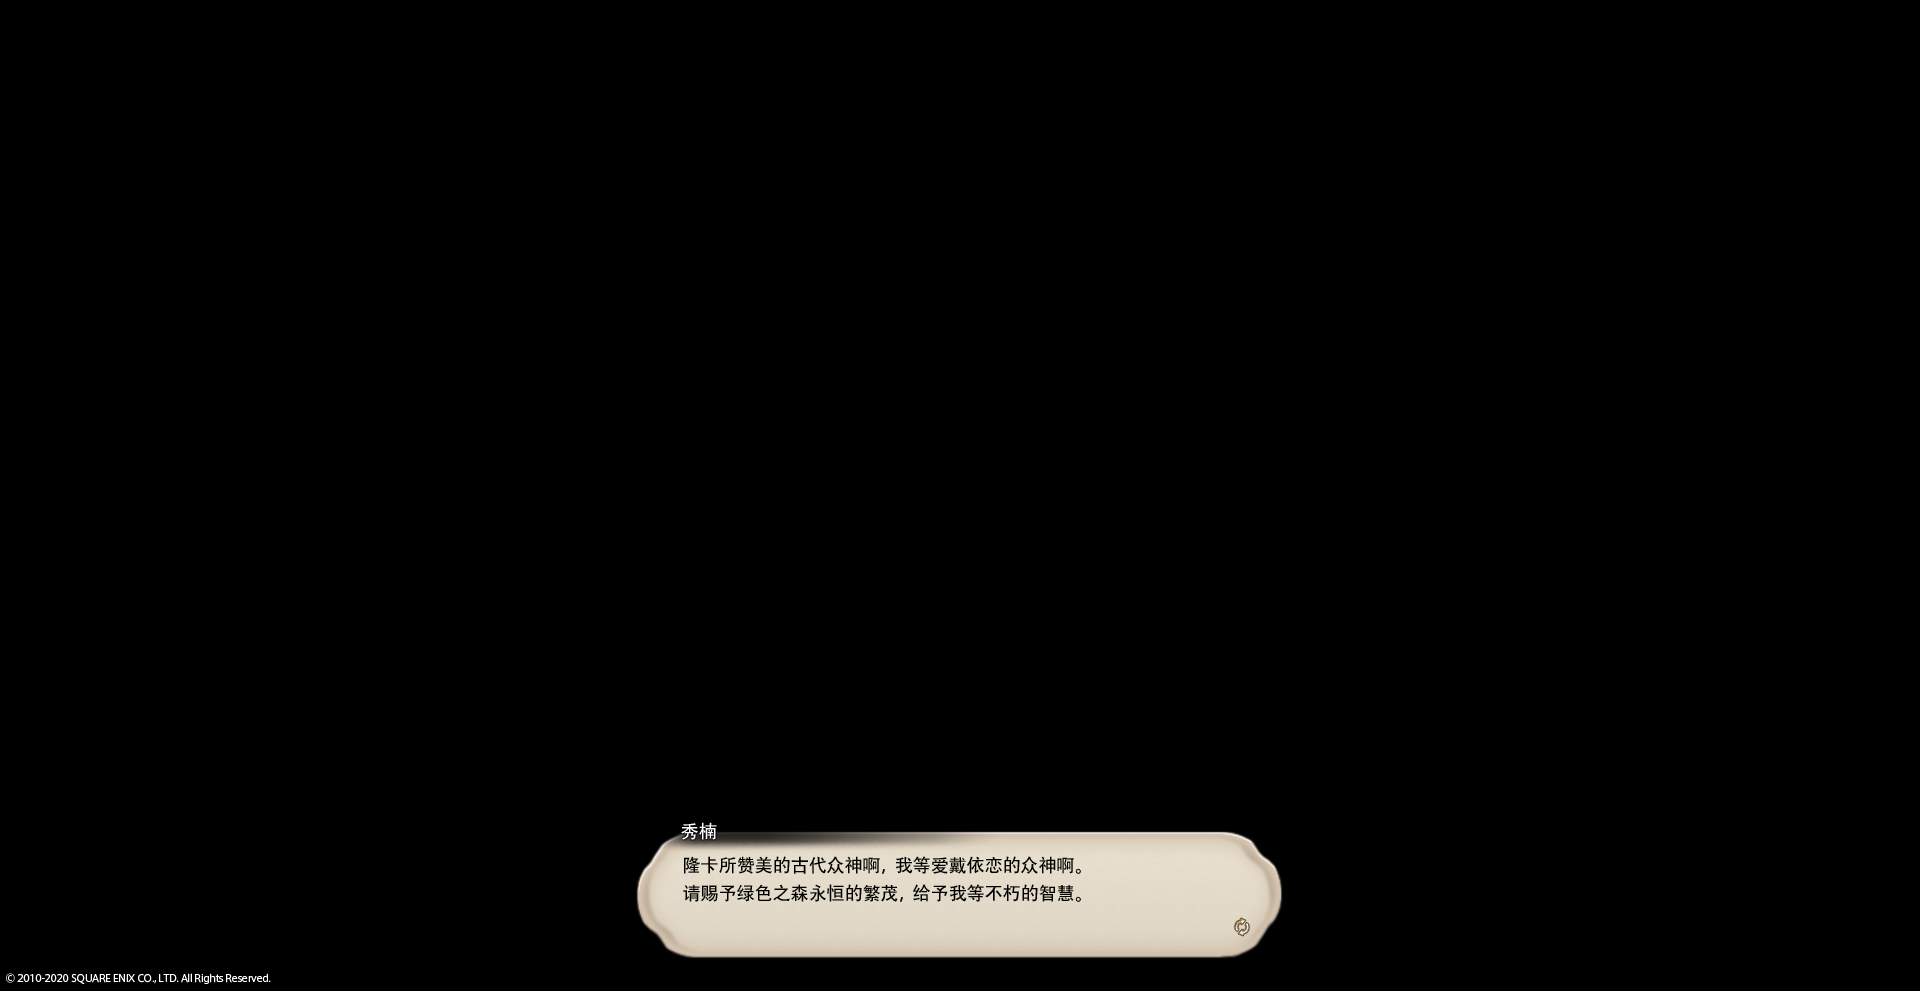 秀楠
隆卡所赞美的古代众神啊，我等爱戴依恋的众神啊。
请赐予绿色之森永恒的繁茂，给予我等不朽的智慧。
© 2010-2020 SQUARE ENIX CO., LTD. All Rights Reserved.